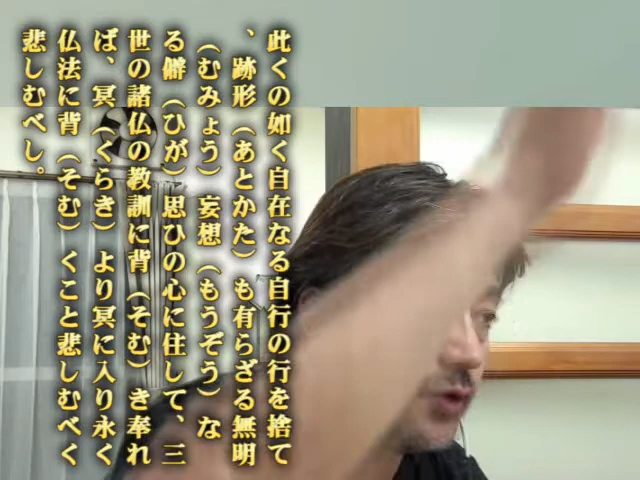 此くの如く自在なる自行の行を捨て
、跡形（あとかた）も有らざる無明
（むみょう）妄想（もうぞう）な
る僻（ひが）思ひの心に住して、三
世の諸仏の教訓に背（そむ）き奉れ
ば、冥（くらき）より冥に入り永く
仏法に背（そむ）くこと悲しむべく
悲しむべし。